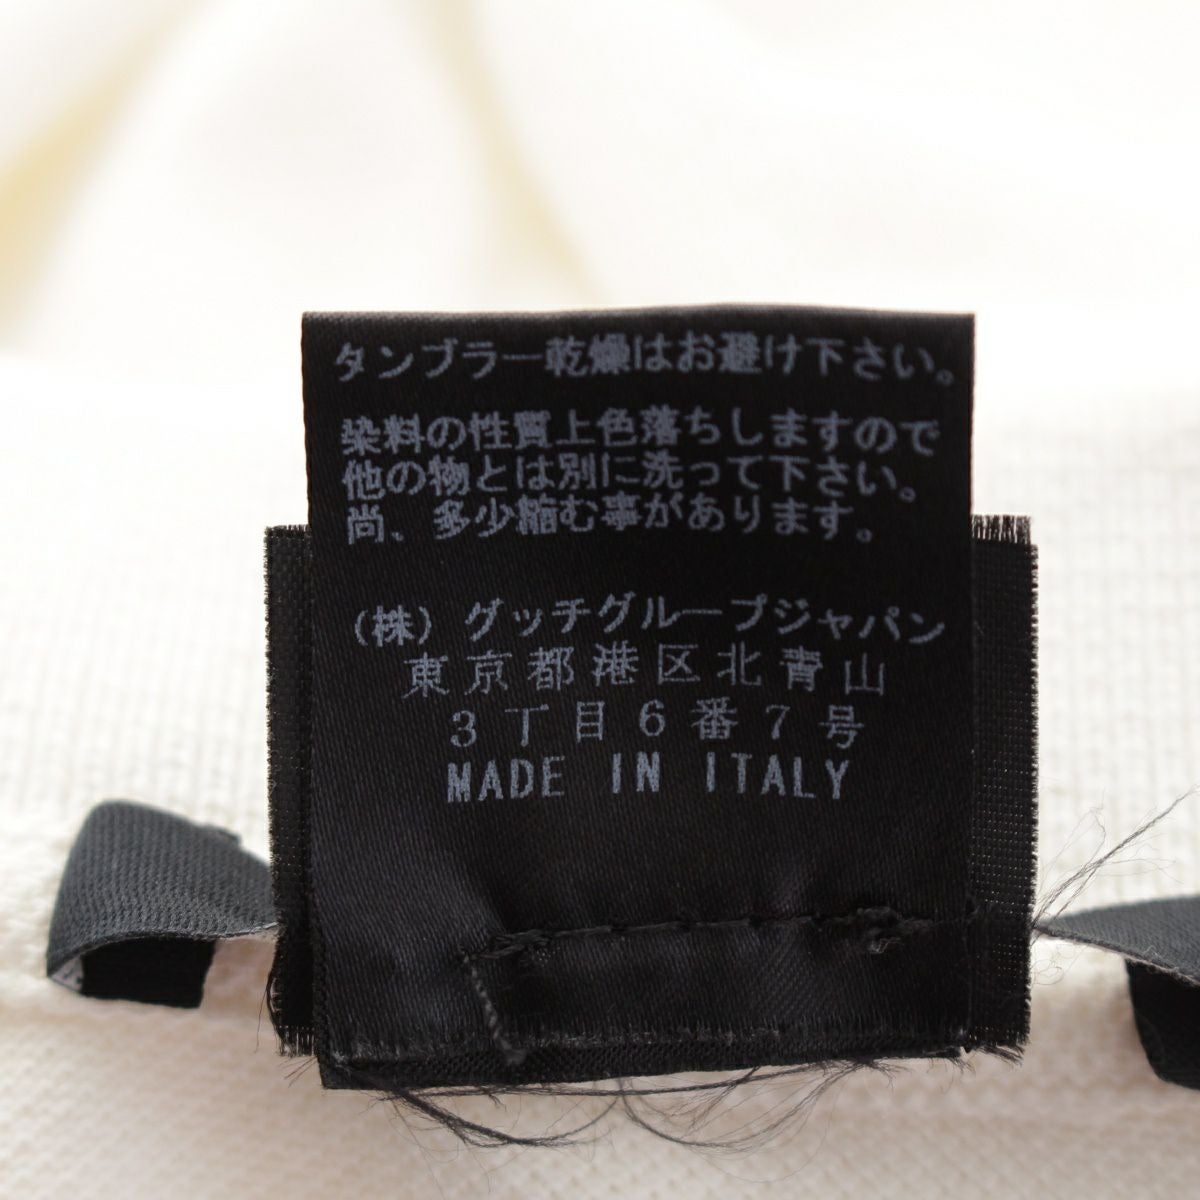 タンブラー乾燥はお避け下さい。
染料の性質上色落ちしますので
他の物とは別に洗って下さい。
尚、多少縮む事があります。
(株)グッチグループジャパン
東京都港区北青山
3丁目6番7号
MADE IN ITALY